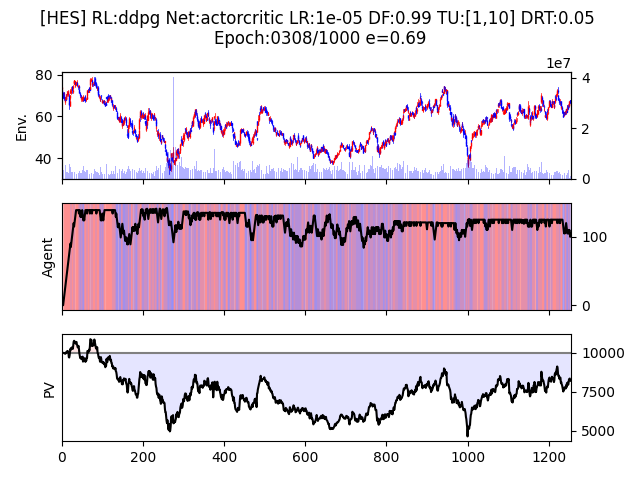 [HES] RL:ddpg Net:actorcritic LR:1e-05 DF:0.99 TU:[1,10] DRT:0.05
Epoch:0308/1000 e=0.69
1e7
80
60
40
Env.
4
2
0
Agent
100
0
PV
10000
7500
5000
0 200 400 600 800 1000 1200